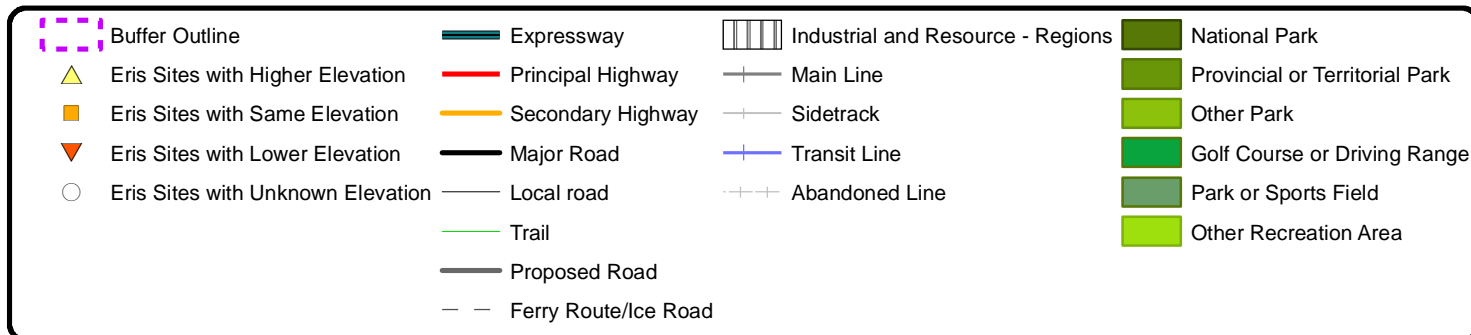 Buffer Outline
Eris Sites with Higher Elevation
Eris Sites with Same Elevation
Eris Sites with Lower Elevation
Eris Sites with Unknown Elevation
Expressway
Principal Highway
Secondary Highway
Major Road
Local road
Trail
Proposed Road
Ferry Route/Ice Road
Industrial and Resource - Regions
Main Line
Sidetrack
Transit Line
Abandoned Line
National Park
Provincial or Territorial Park
Other Park
Golf Course or Driving Range
Park or Sports Field
Other Recreation Area